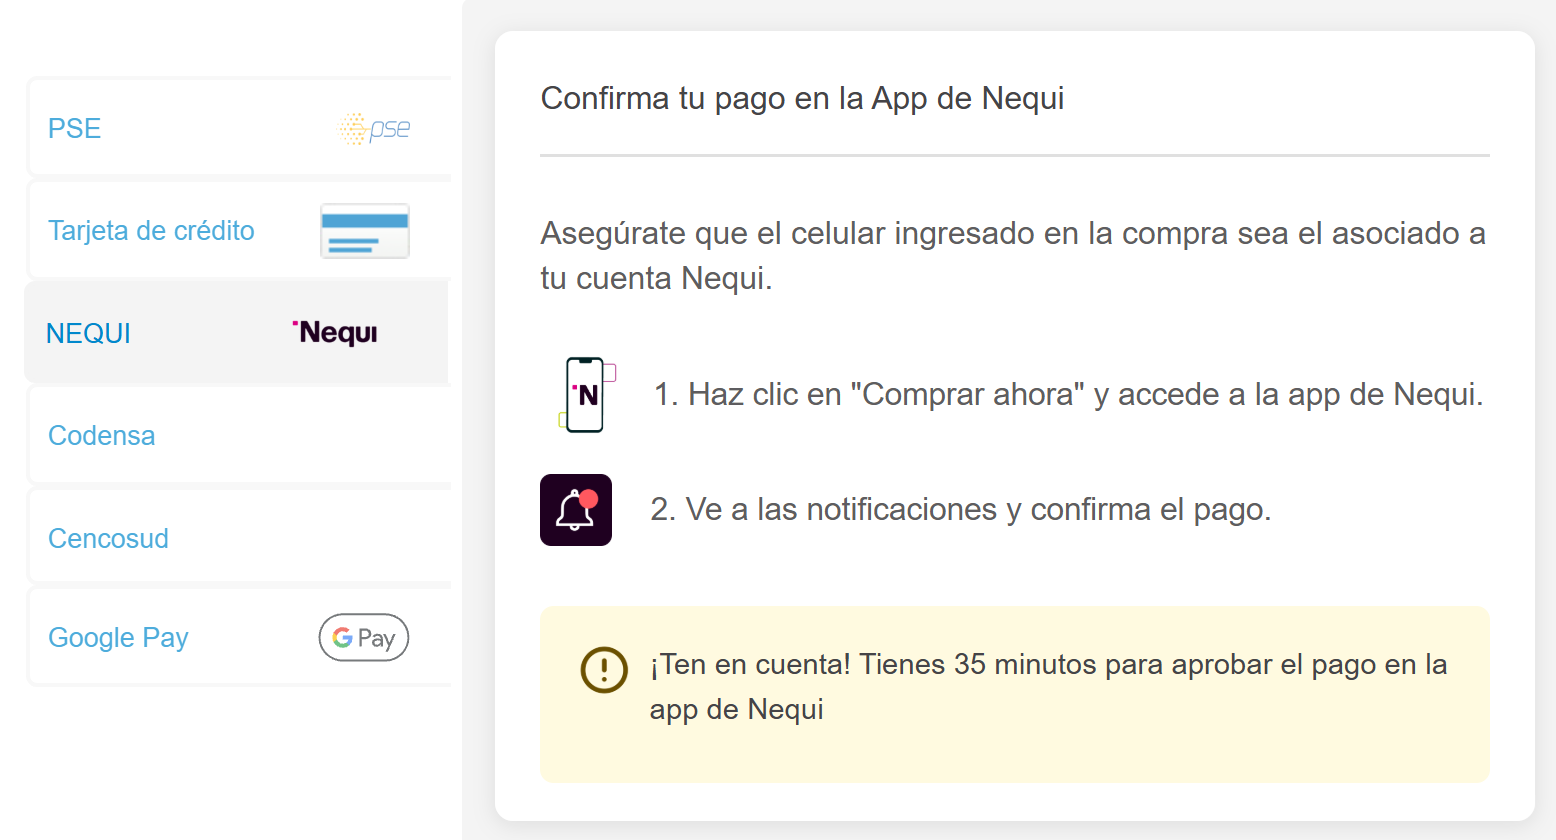 PSE
pse
Tarjeta de crédito
NEQUI
Nequi
Codensa
Cencosud
Google Pay
G Pay
Confirma tu pago en la App de Nequi
Asegúrate que el celular ingresado en la compra sea el asociado a
tu cuenta Nequi.
N
1. Haz clic en "Comprar ahora" y accede a la app de Nequi.
2. Ve a las notificaciones y confirma el pago.
¡Ten en cuenta! Tienes 35 minutos para aprobar el pago en la
app de Nequi